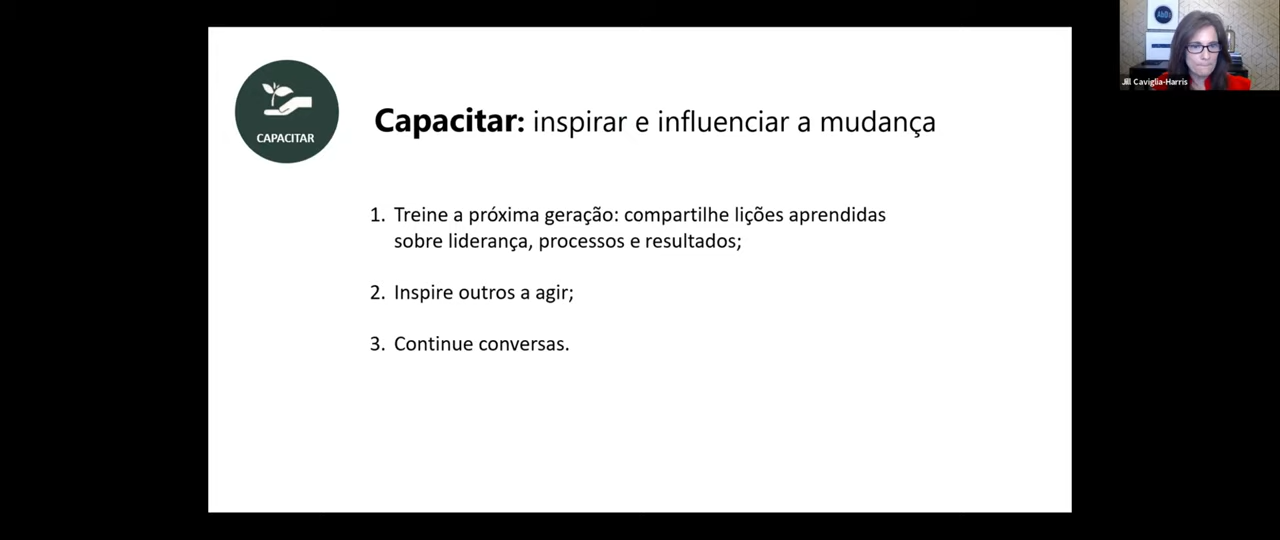 CAPACITAR
Capacitar: inspirar e influenciar a mudança
1. Treine a próxima geração: compartilhe lições aprendidas
sobre liderança, processos e resultados;
2. Inspire outros a agir;
3. Continue conversas.
Jill Caviglia-Harris